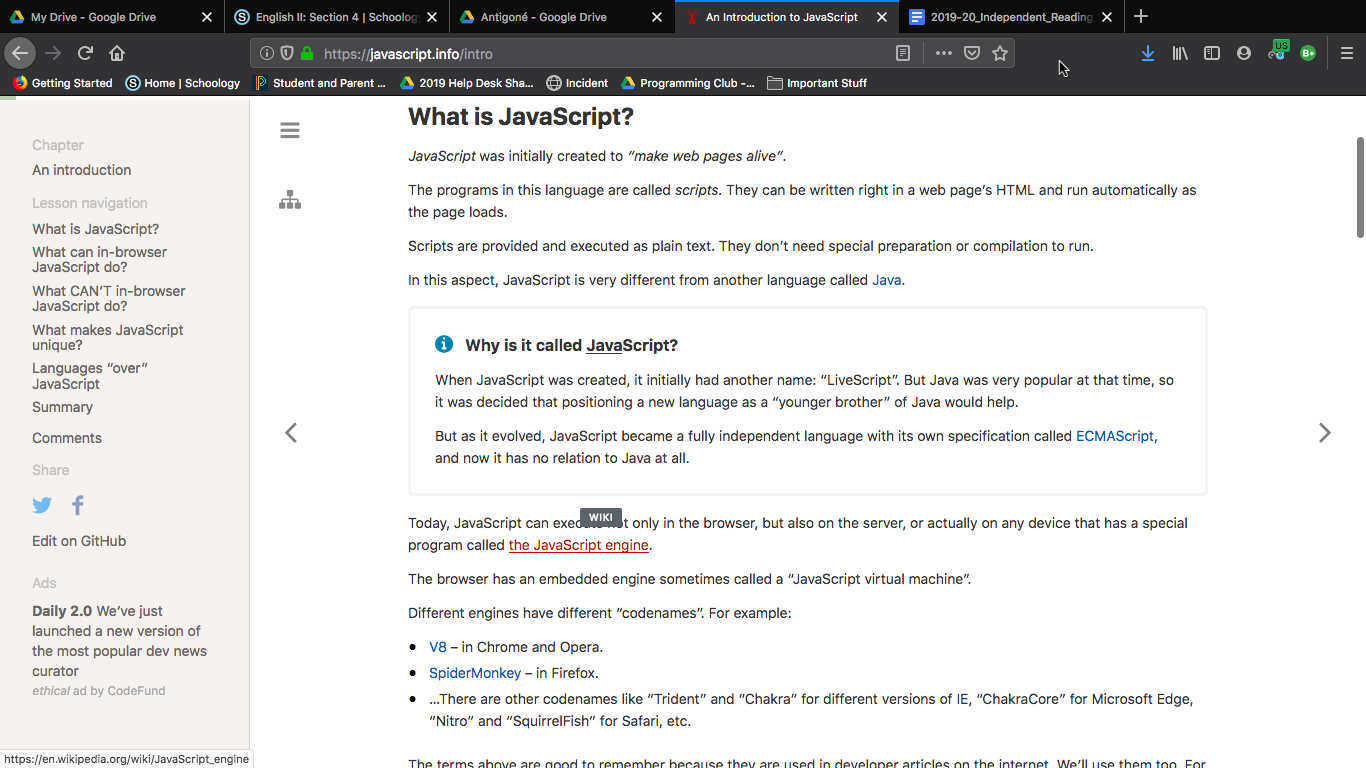 My Drive - Google Drive
English II: Section 4 | Schoology
Antigoné - Google Drive
An Introduction to JavaScript
2019-20_Independent_Reading
https://javascript.info/intro
US
B+
Getting Started
S Home | Schoology
Student and Parent ...
2019 Help Desk Sha...
Incident
Programming Club -...
Important Stuff
Chapter
An introduction
Lesson navigation
What is JavaScript?
What can in-browser
JavaScript do?
What CAN'T in-browser
JavaScript do?
What makes JavaScript
unique?
Languages “over”
JavaScript
Summary
Comments
Share
Edit on GitHub
Ads
Daily 2.0 We've just
launched a new version of
the most popular dev news
curator
ethical ad by CodeFund
What is JavaScript?
JavaScript was initially created to “make web pages alive”.
The programs in this language are called scripts. They can be written right in a web page's HTML and run automatically as
the page loads.
Scripts are provided and executed as plain text. They don't need special preparation or compilation to run.
In this aspect, JavaScript is very different from another language called Java.
Why is it called JavaScript?
When JavaScript was created, it initially had another name: “LiveScript”. But Java was very popular at that time, so
it was decided that positioning a new language as a “younger brother” of Java would help.
But as it evolved, JavaScript became a fully independent language with its own specification called ECMAScript,
and now it has no relation to Java at all.
WIKI
Today, JavaScript can execute not only in the browser, but also on the server, or actually on any device that has a special
program called the JavaScript engine.
The browser has an embedded engine sometimes called a “JavaScript virtual machine”.
Different engines have different “codenames”. For example:
V8 – in Chrome and Opera.
SpiderMonkey – in Firefox.
...There are other codenames like “Trident” and “Chakra” for different versions of IE, “ChakraCore” for Microsoft Edge,
“Nitro” and “SquirrelFish” for Safari, etc.
The terms above are good to remember because they are used in developer articles on the internet. We'll use them too. For
https://en.wikipedia.org/wiki/JavaScript_engine